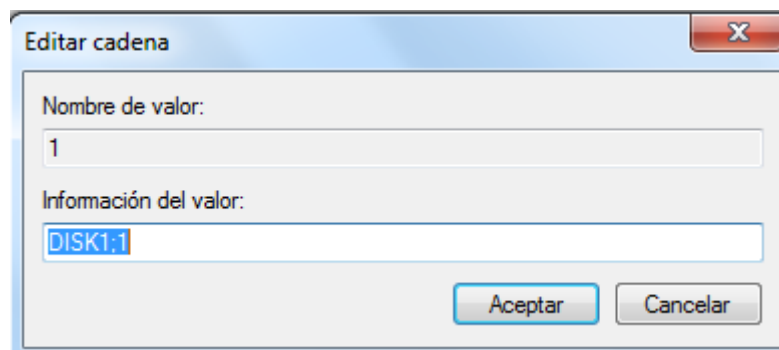 Editar cadena
Nombre de valor:
1
Información del valor:
DISK1;1
Aceptar Cancelar